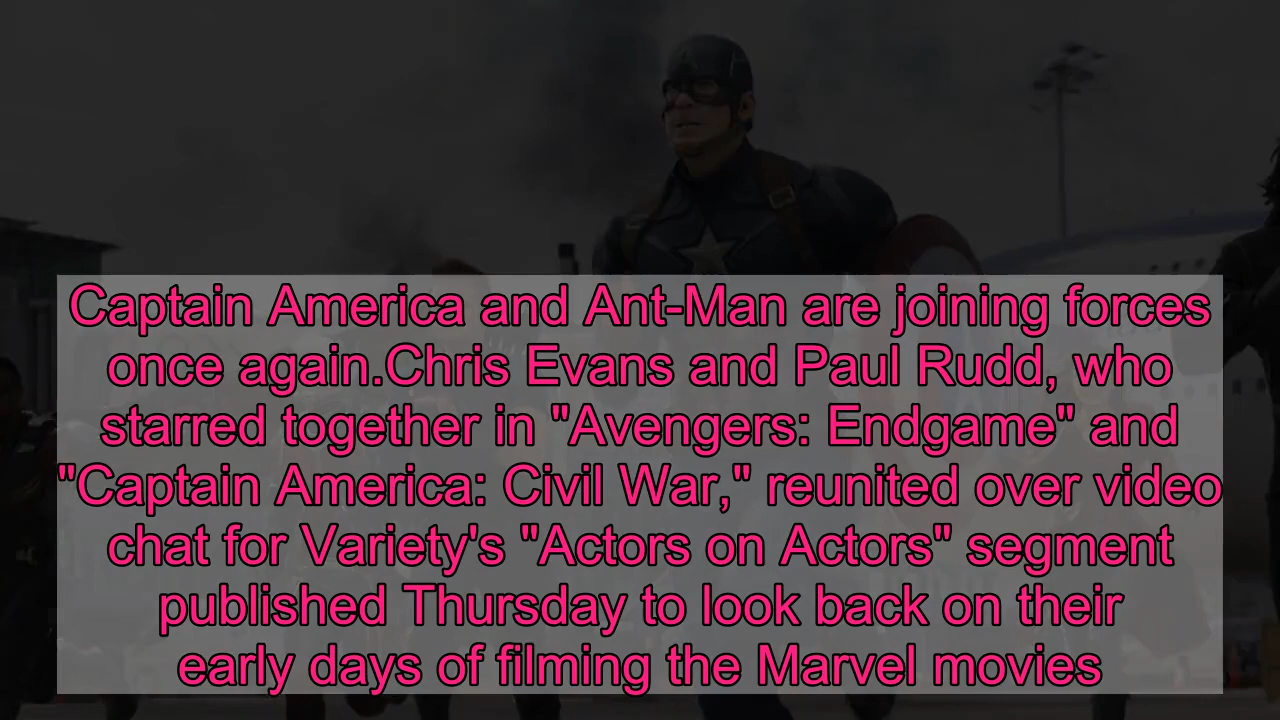 Captain America and Ant-Man are joining forces
once again.Chris Evans and Paul Rudd, who
starred together in "Avengers: Endgame" and
"Captain America: Civil War," reunited over video
chat for Variety's "Actors on Actors" segment
published Thursday to look back on their
early days of filming the Marvel movies